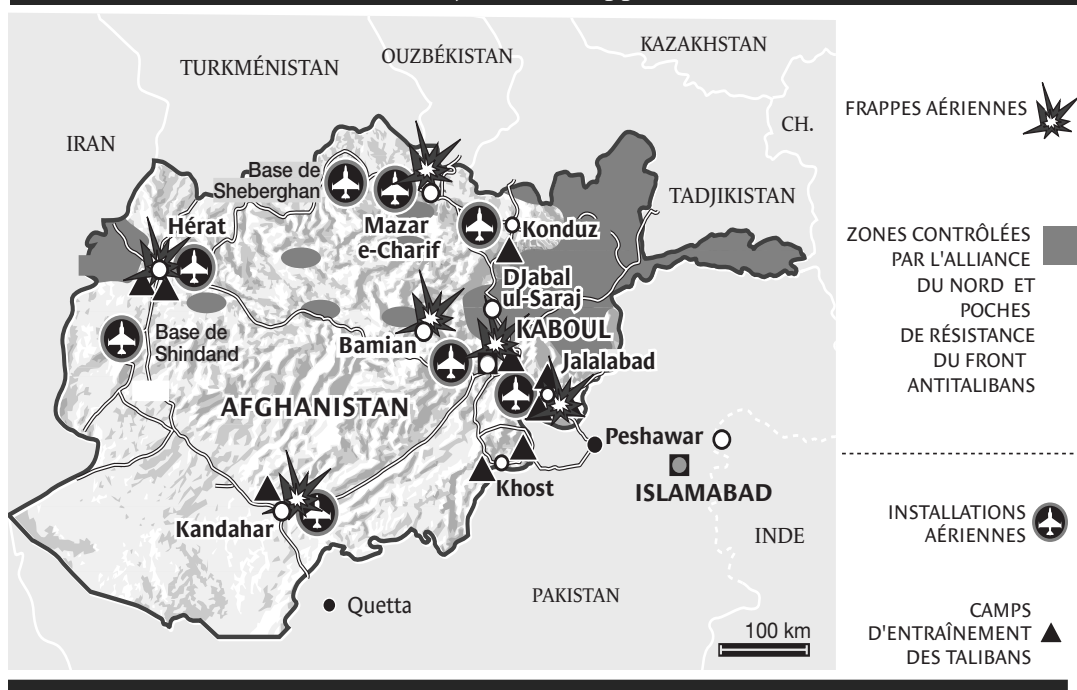 KAZAKHSTAN
OUZBÉKISTAN
TURKMÉNISTAN
CH.
IRAN
TADJIKISTAN
Base de
Sheberghan
Hérat
Mazar
e-Charif
Konduz
Djabal
ul-Saraj
KABOUL
Base de
Shindand
Bamian
Jalalabad
AFGHANISTAN
Peshawar
ISLAMABAD
Khost
Kandahar
INDE
PAKISTAN
Quetta
100 km
FRAPPES AÉRIENNES
ZONES CONTRÔLÉES
PAR L'ALLIANCE
DU NORD ET
POCHES
DE RÉSISTANCE
DU FRONT
ANTITALIBANS
INSTALLATIONS
AÉRIENNES
CAMPS
D'ENTRAÎNEMENT
DES TALIBANS